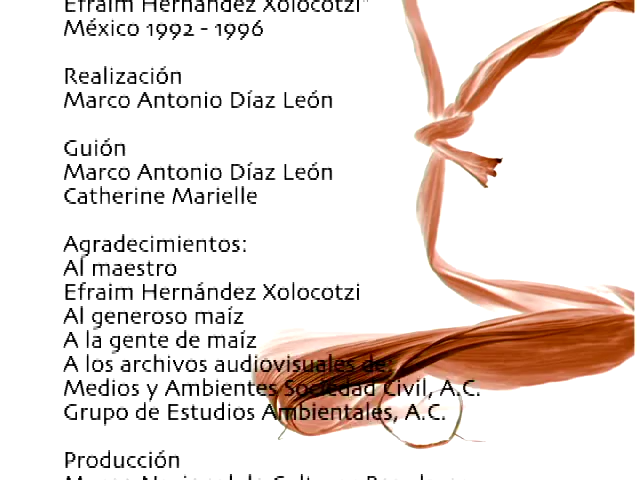 Efraim Hernández Xolocotzi"
México 1992 - 1996
Realización
Marco Antonio Díaz León
Guión
Marco Antonio Díaz León
Catherine Marielle
Agradecimientos:
Al maestro
Efraim Hernández Xolocotzi
Al generoso maíz
A la gente de maíz
A los archivos audiovisuales de:
Medios y Ambientes Sociedad Civil, A.C.
Grupo de Estudios Ambientales, A.C.
Producción